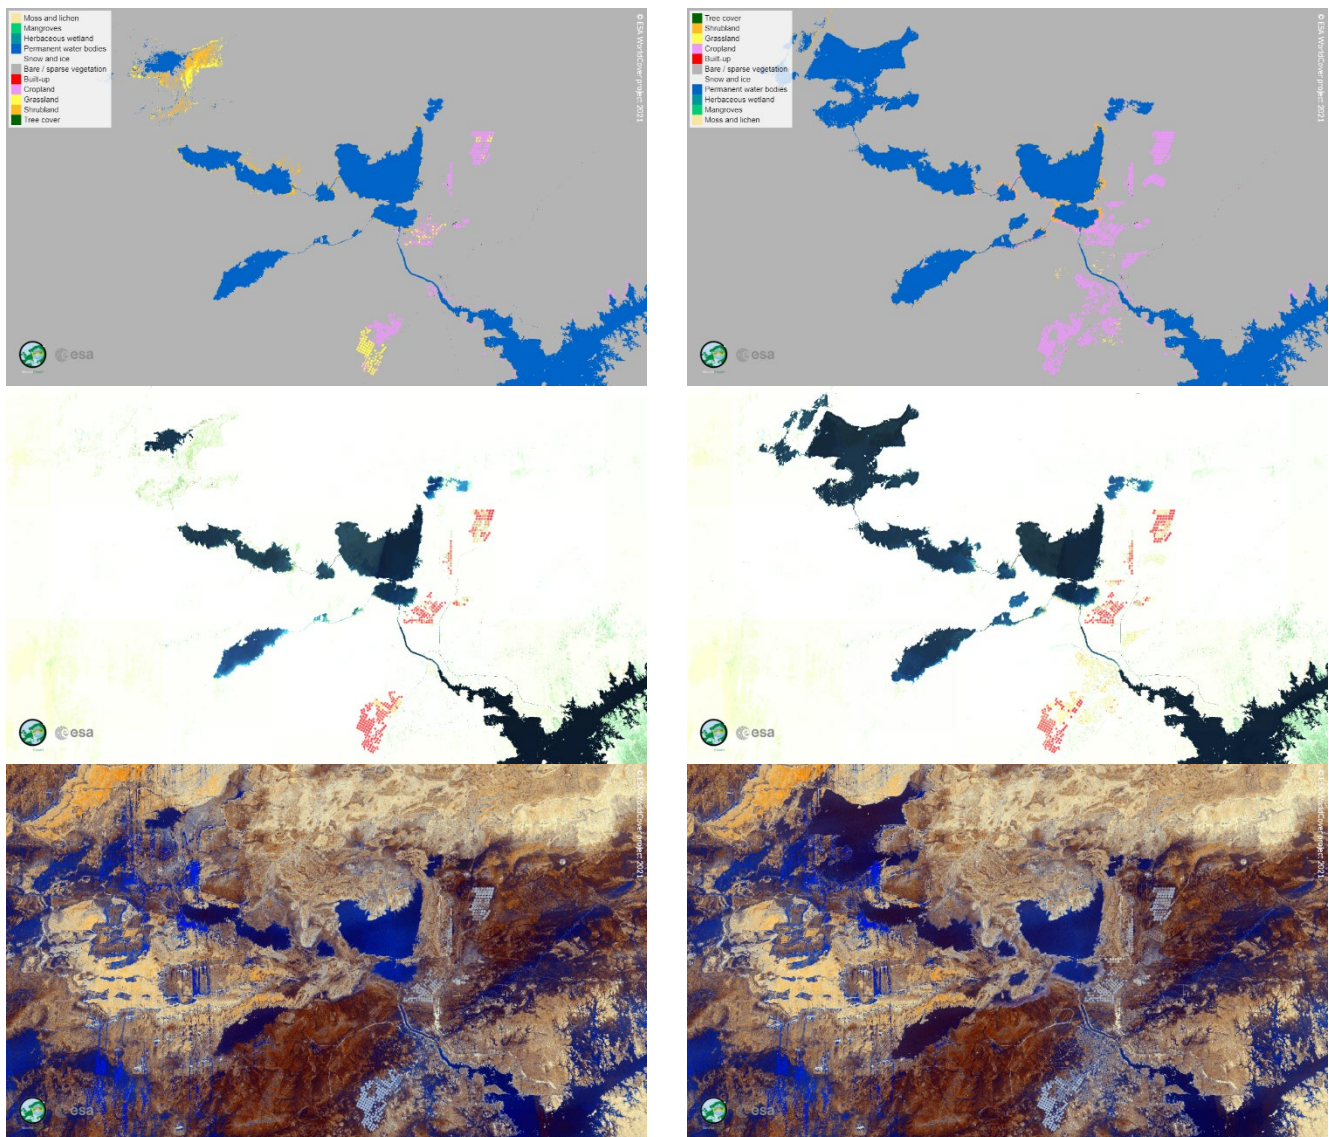 Moss and lichen
Mangroves
Herbaceous wetland
Permanent water bodies
Snow and ice
Bare / sparse vegetation
Built-up
Cropland
Grassland
Shrubland
Tree cover
© ESA WorldCover project 2021
esa
Tree cover
Shrubland
Grassland
Cropland
Built-up
Bare / sparse vegetation
Snow and ice
Permanent water bodies
Herbaceous wetland
Mangroves
Moss and lichen
© ESA WorldCover project 2021
esa
esa
esa
© ESA WorldCover project 2021
esa
© ESA WorldCover project 2021
esa